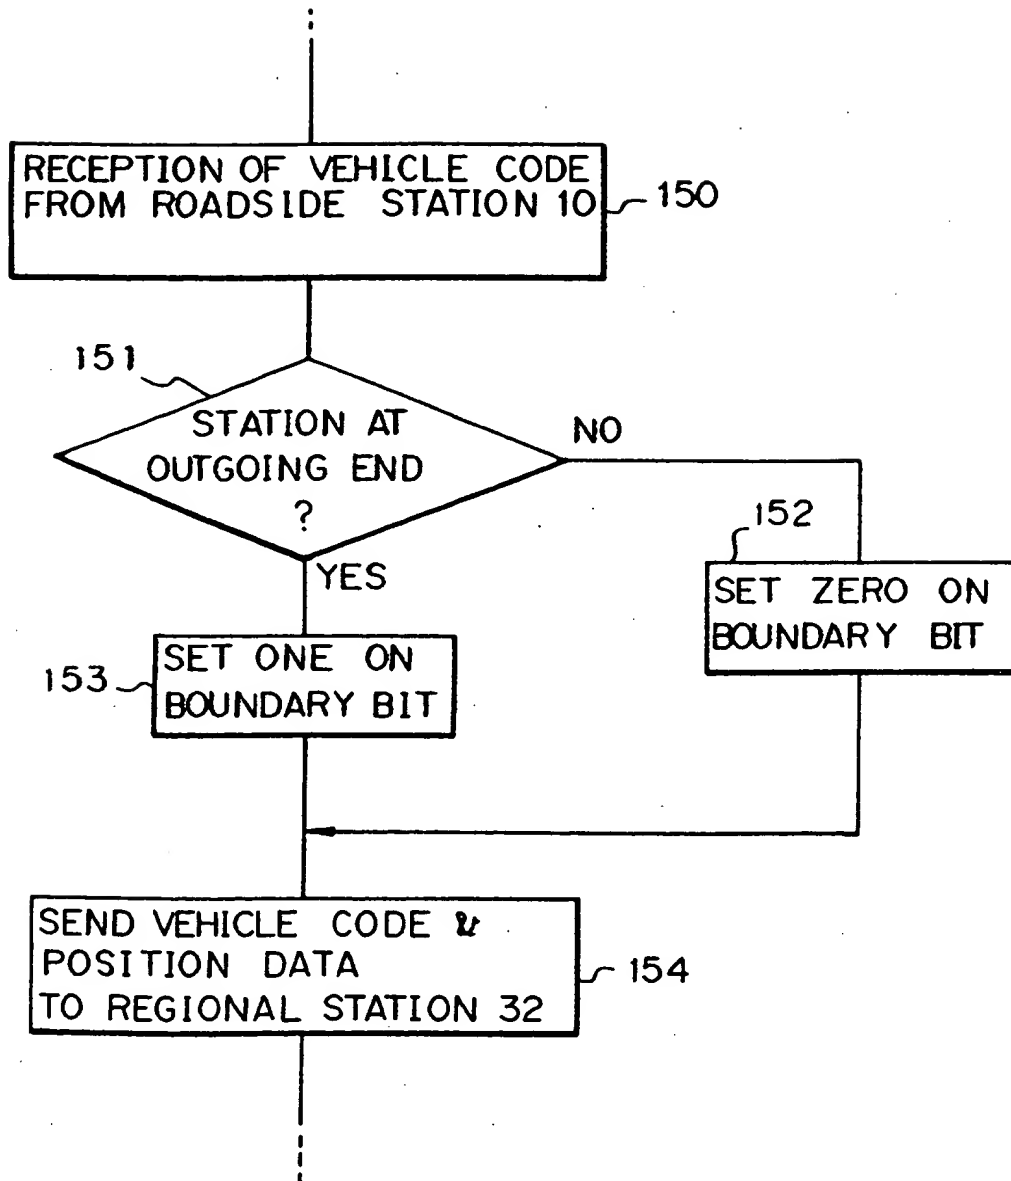 RECEPTION OF VEHICLE CODE
FROM ROADSIDE STATION 10
150
151
STATION AT
OUTGOING END
?
NO
YES
152
SET ZERO ON
BOUNDARY BIT
153
SET ONE ON
BOUNDARY BIT
SEND VEHICLE CODE &
POSITION DATA
TO REGIONAL STATION 32
154